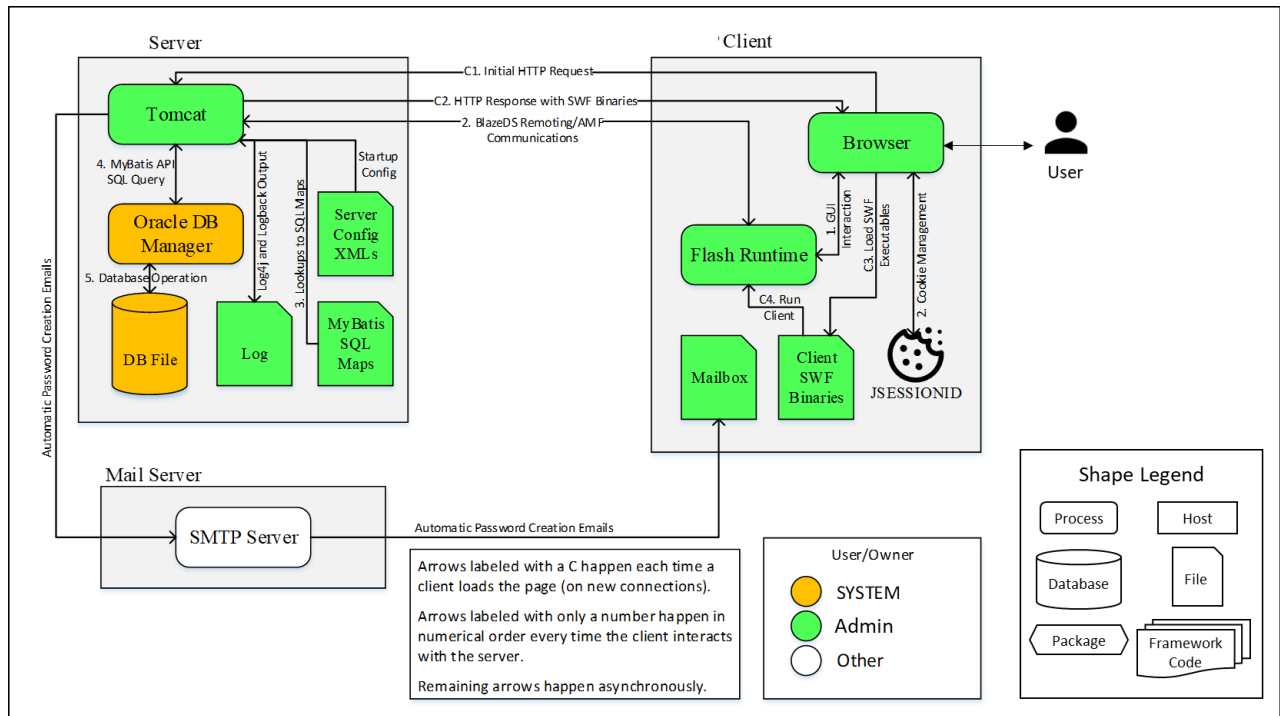 Server
' Client
C1. Initial HTTP Request
C2. HTTP Response with SWF Binaries
2. BlazeDS Remoting/AMF
Communications
Tomcat
Browser
User
4. MyBatis API
SQL Query
Startup
Config
Log4j and Logback Output
3. Lookups to SQL Maps
Oracle DB
Manager
Server
Config
XMLs
5. Database Operation
DB File
Log
MyBatis
SQL
Maps
1. GUI
Interaction
C3. Load SWF
Executables
2. Cookie Management
Flash Runtime
C4. Run
Client
Mailbox
Client
SWF
Binaries
JSESSIONID
Automatic Password Creation Emails
Mail Server
SMTP Server
Automatic Password Creation Emails
Arrows labeled with a C happen each time a
client loads the page (on new connections).
Arrows labeled with only a number happen in
numerical order every time the client interacts
with the server.
Remaining arrows happen asynchronously.
User/Owner
SYSTEM
Admin
Other
Shape Legend
Process
Host
Database
File
Package
Framework
Code